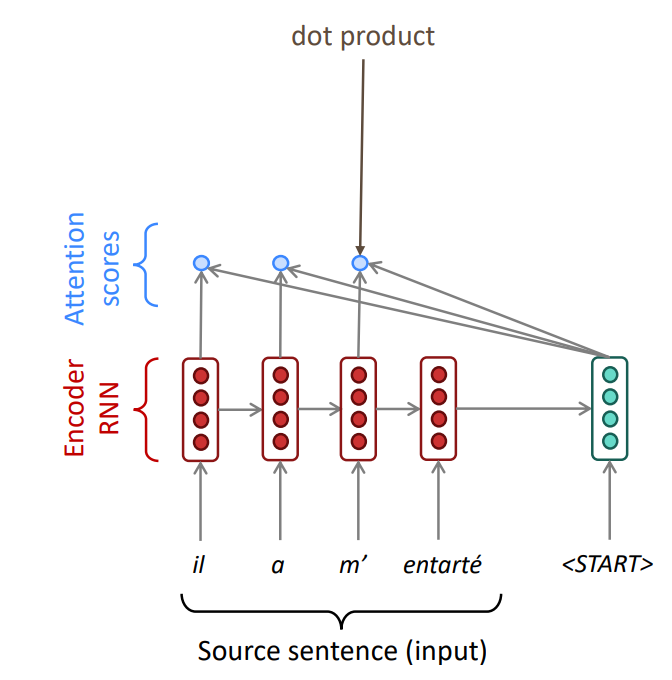 dot product
Attention
scores
Encoder
RNN
il a m’ entarté <START>
Source sentence (input)